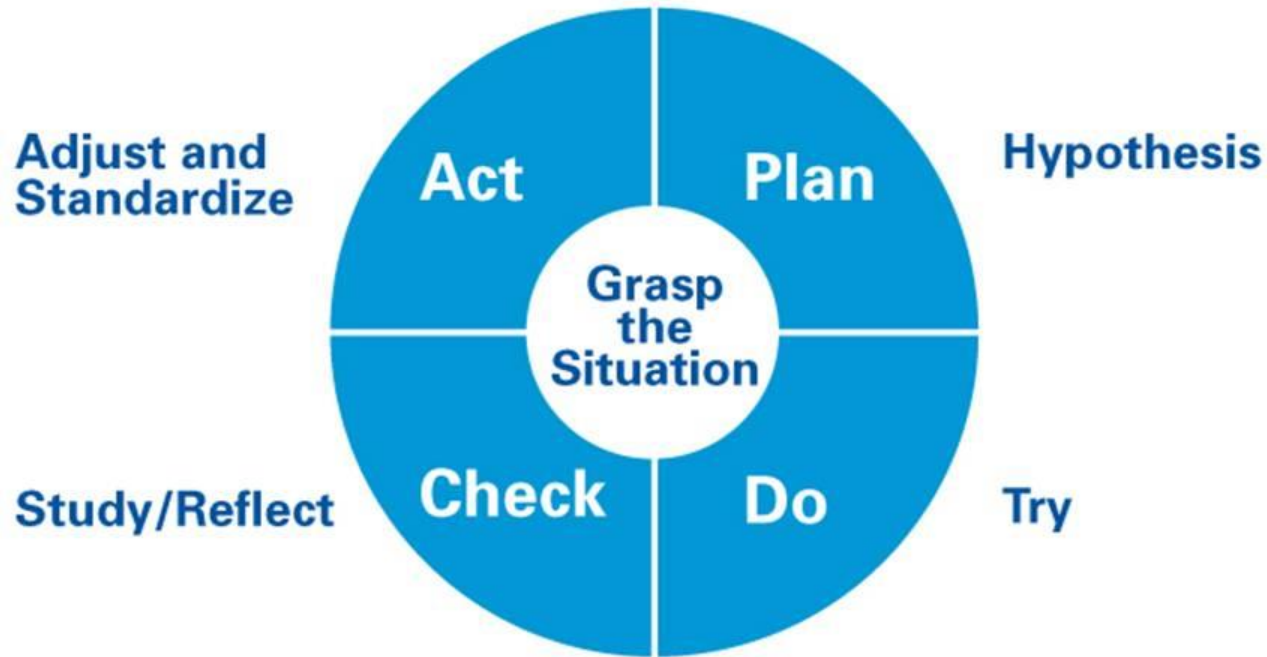 Adjust and
Standardize
Act
Plan
Hypothesis
Grasp
the
Situation
Study/Reflect
Check
Do
Try